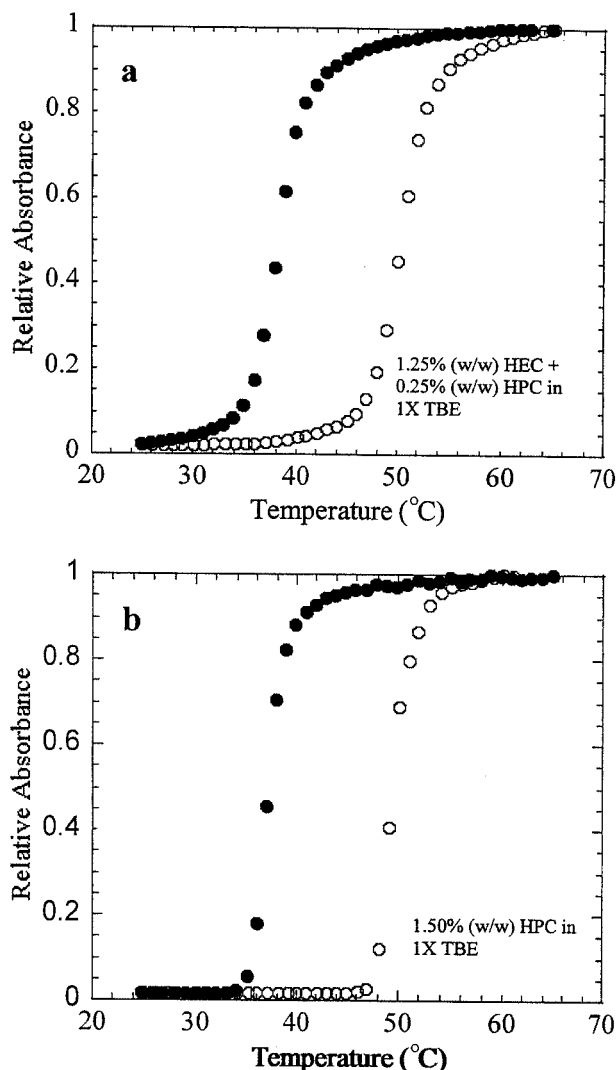 a
1
0.8
0.6
0.4
0.2
0
Relative Absorbance
1.25% (w/w) HEC +
0.25% (w/w) HPC in
1X TBE
20 30 40 50 60 70
Temperature (°C)
b
1
0.8
0.6
0.4
0.2
0
Relative Absorbance
1.50% (w/w) HPC in
1X TBE
20 30 40 50 60 70
Temperature (°C)